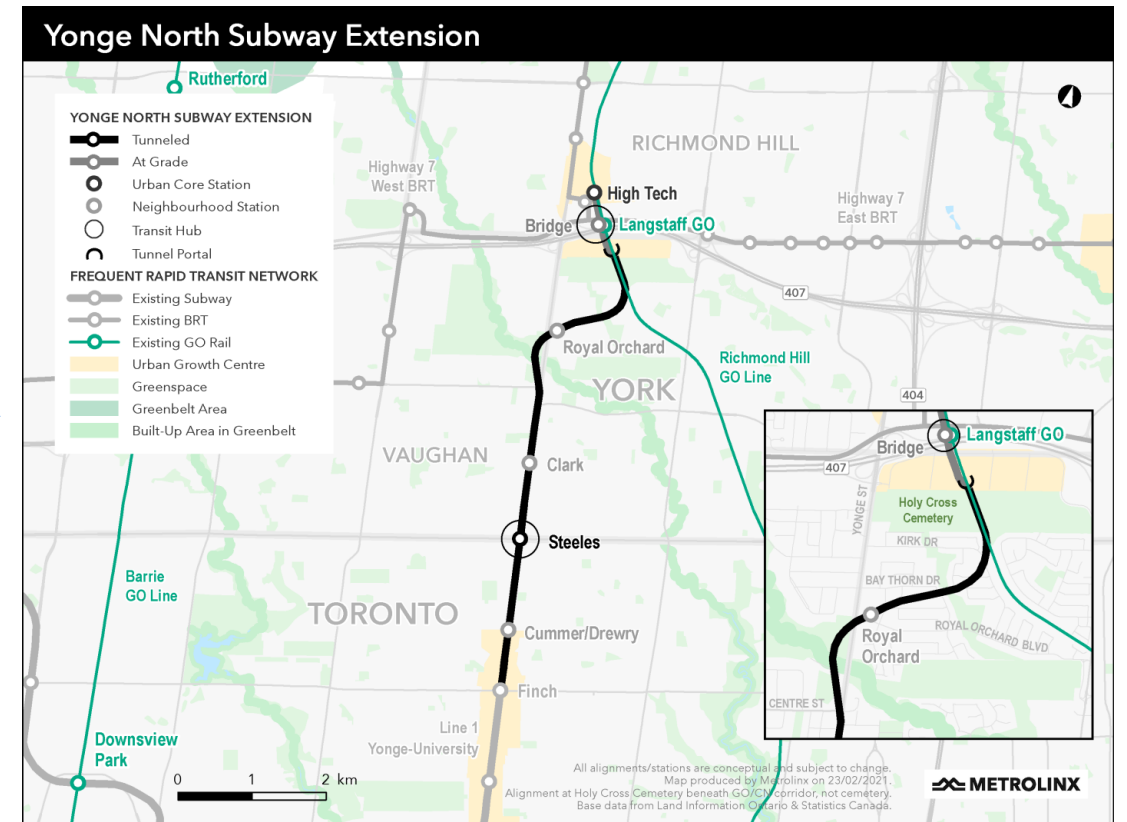 Yonge North Subway Extension
Rutherford
YONGE NORTH SUBWAY EXTENSION
Tunneled
At Grade
Urban Core Station
Neighbourhood Station
Transit Hub
Tunnel Portal
FREQUENT RAPID TRANSIT NETWORK
Existing Subway
Existing BRT
Existing GO Rail
Urban Growth Centre
Greenspace
Greenbelt Area
Built-Up Area in Greenbelt
RICHMOND HILL
Highway 7
West BRT
High Tech
Highway 7
East BRT
Bridge
Langstaff GO
407
Royal Orchard
Richmond Hill
GO Line
YORK
404
VAUGHAN
Clark
Steeles
Barrie
GO Line
TORONTO
Cummer/Drewry
Finch
Line 1
Yonge-University
Downsview
Park
0 1 2 km
Langstaff GO
Bridge
407
YONGE ST
Holy Cross
Cemetery
KIRK DR
BAY THORN DR
Royal
Orchard
ROYAL ORCHARD BLVD
CENTRE ST
All alignments/stations are conceptual and subject to change.
Map produced by Metrolinx on 23/02/2021.
Alignment at Holy Cross Cemetery beneath GO/CN corridor, not cemetery.
Base data from Land Information Ontario & Statistics Canada.
METROLINX